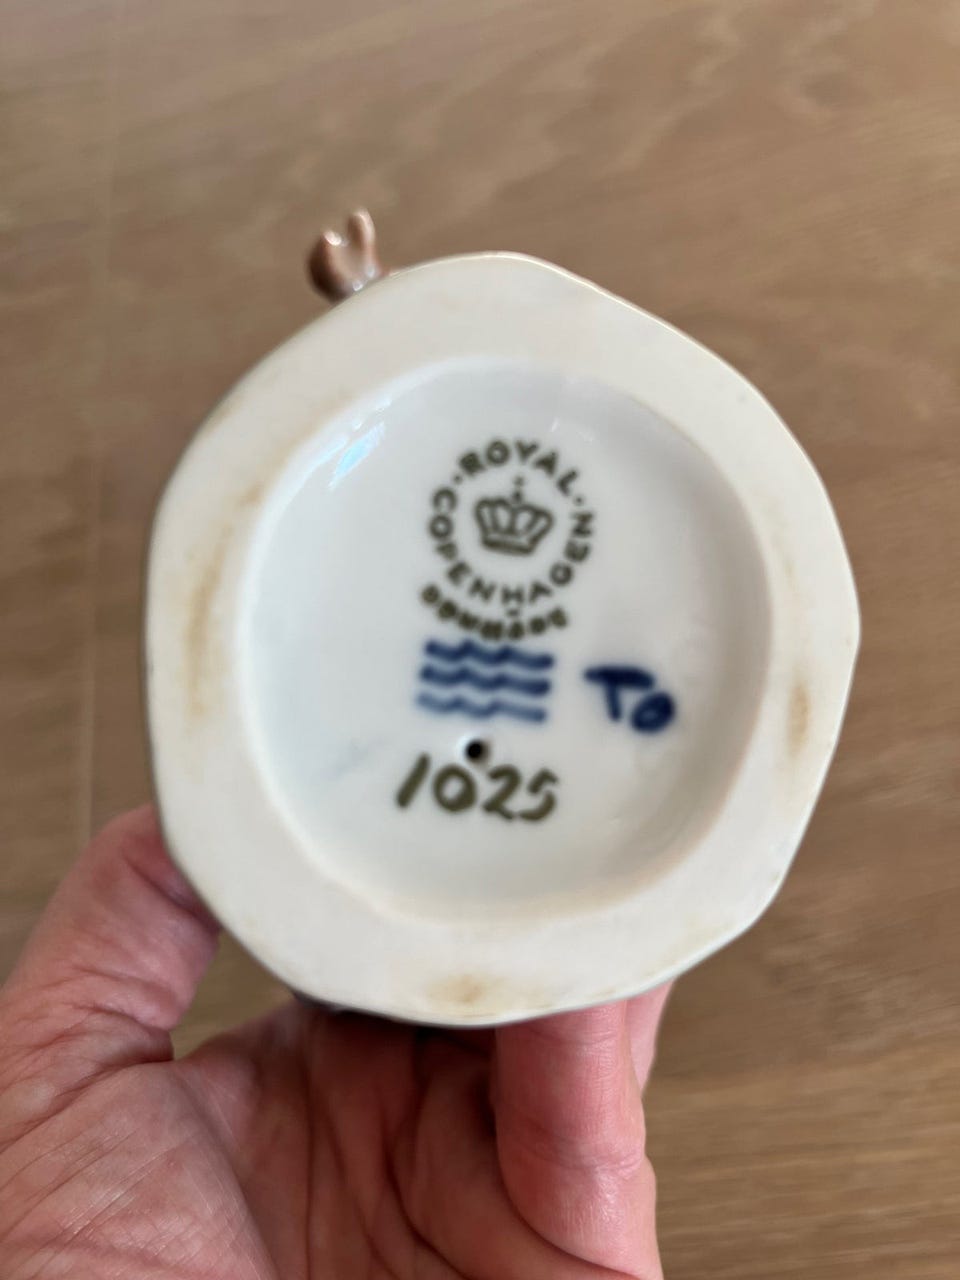 ROYAL
COPENHAGEN
DENMARK
To
1025